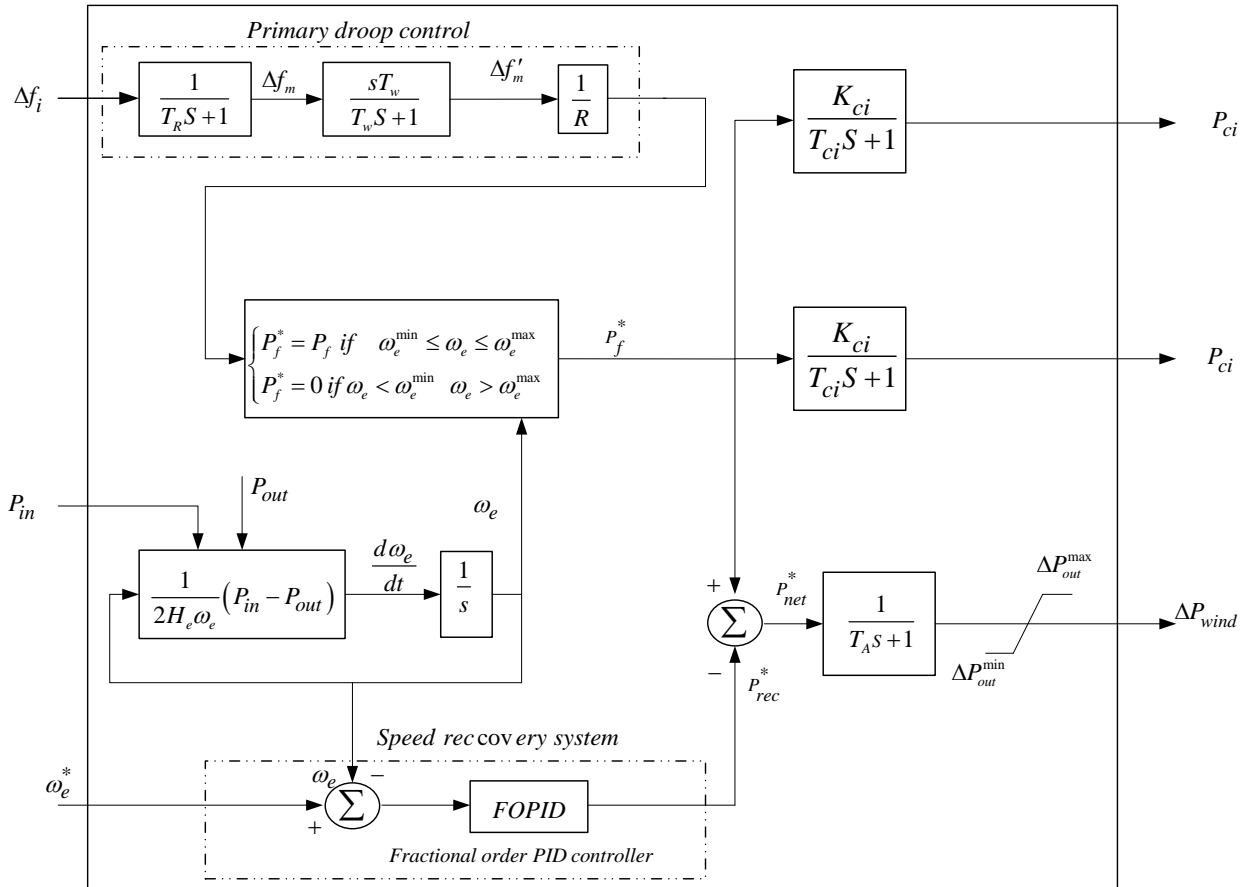 Primary droop control
Δf_i
1 / (T_R S + 1)
Δf_m
sT_w / (T_w S + 1)
Δf'_m
1 / R
K_ci / (T_ci S + 1)
P_ci
P_f^* = P_f if ω_e^min ≤ ω_e ≤ ω_e^max
P_f^* = 0 if ω_e < ω_e^min ω_e > ω_e^max
P_f^*
K_ci / (T_ci S + 1)
P_ci
P_in
P_out
ω_e
1 / (2H_e ω_e) (P_in − P_out)
dω_e / dt
1 / s
+
∑
−
P_net^*
P_rec^*
1 / (T_A s + 1)
ΔP_out^max
ΔP_out^min
ΔP_wind
Speed rec cov ery system
ω_e^*
ω_e
−
∑
+
FOPID
Fractional order PID controller